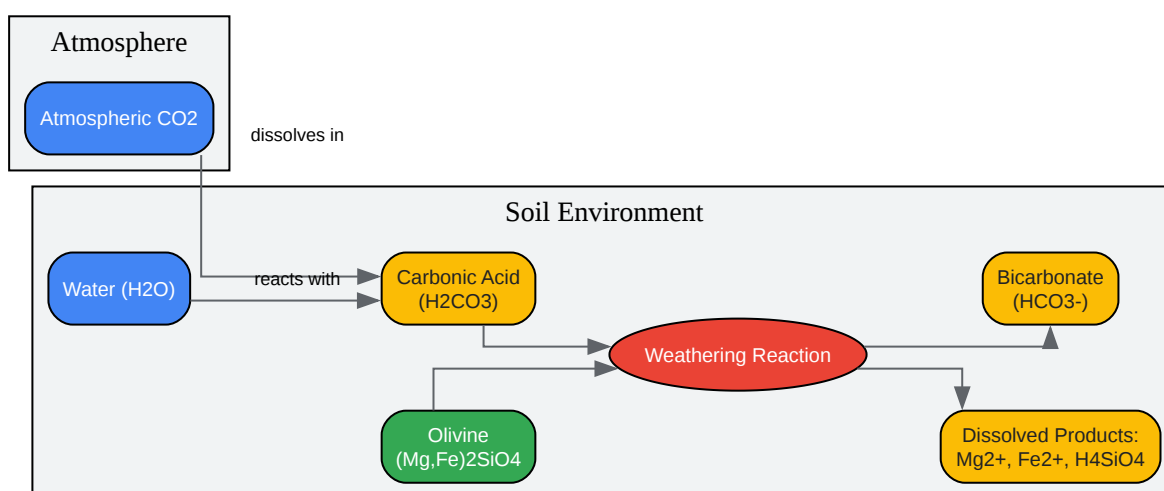 Atmosphere
Atmospheric CO2
dissolves in
Soil Environment
Water (H2O)
reacts with
Carbonic Acid
(H2CO3)
Bicarbonate
(HCO3-)
Weathering Reaction
Olivine
(Mg,Fe)2SiO4
Dissolved Products:
Mg2+, Fe2+, H4SiO4